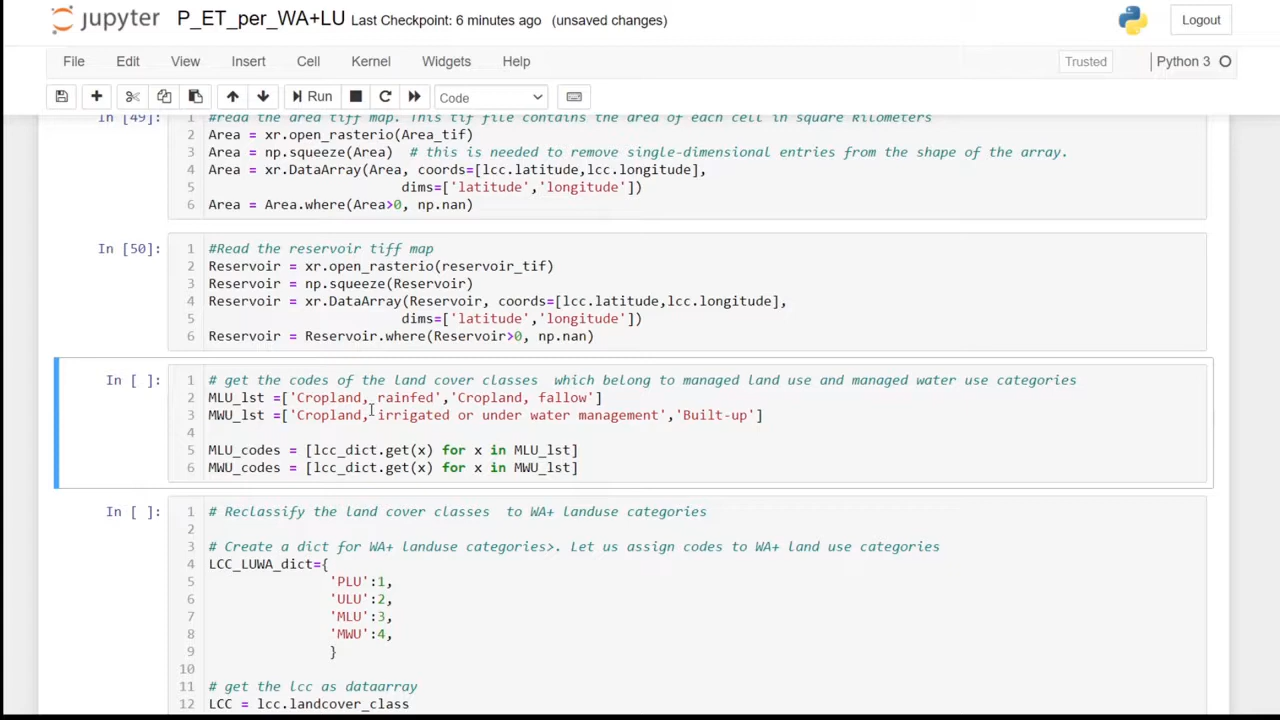 jupyter P_ET_per_WA+LU Last Checkpoint: 6 minutes ago (unsaved changes) Logout
File Edit View Insert Cell Kernel Widgets Help Trusted Python 3
Run Code
In [49]: 1 #read the area tiff map. This tif file contains the area of each cell in square kilometers
2 Area = xr.open_rasterio(Area_tif)
3 Area = np.squeeze(Area) # this is needed to remove single-dimensional entries from the shape of the array.
4 Area = xr.DataArray(Area, coords=[lcc.latitude,lcc.longitude],
5 dims=['latitude','longitude'])
6 Area = Area.where(Area>0, np.nan)
In [50]: 1 #Read the reservoir tiff map
2 Reservoir = xr.open_rasterio(reservoir_tif)
3 Reservoir = np.squeeze(Reservoir)
4 Reservoir = xr.DataArray(Reservoir, coords=[lcc.latitude,lcc.longitude],
5 dims=['latitude','longitude'])
6 Reservoir = Reservoir.where(Reservoir>0, np.nan)
In [ ]: 1 # get the codes of the land cover classes which belong to managed land use and managed water use categories
2 MLU_lst =['Cropland, rainfed','Cropland, fallow']
3 MWU_lst =['Cropland, irrigated or under water management','Built-up']
4
5 MLU_codes = [lcc_dict.get(x) for x in MLU_lst]
6 MWU_codes = [lcc_dict.get(x) for x in MWU_lst]
In [ ]: 1 # Reclassify the land cover classes to WA+ landuse categories
2
3 # Create a dict for WA+ landuse categories>. Let us assign codes to WA+ land use categories
4 LCC_LUWA_dict={
5 'PLU':1,
6 'ULU':2,
7 'MLU':3,
8 'MWU':4,
9 }
10
11 # get the lcc as dataarray
12 LCC = lcc.landcover_class